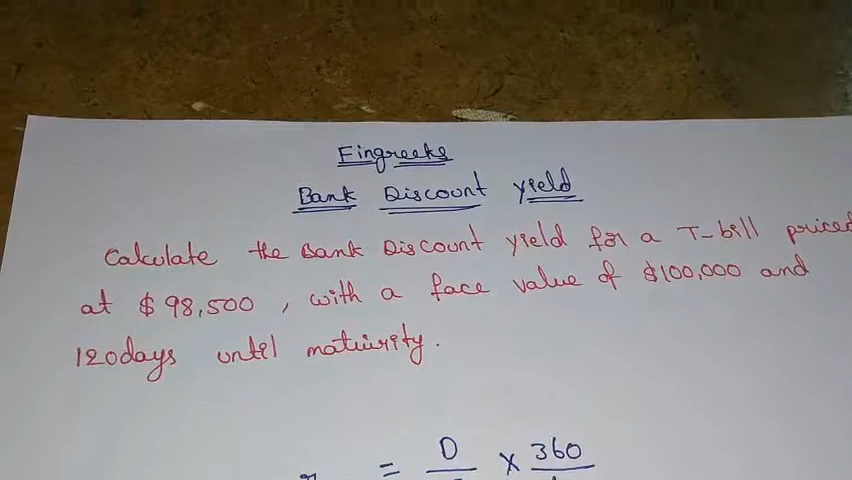 Fingreeks
Bank Discount yield
Calculate the Bank Discount yield for a T-bill priced
at $98,500, with a face value of $100,000 and
120days until maturity.
= D × 360